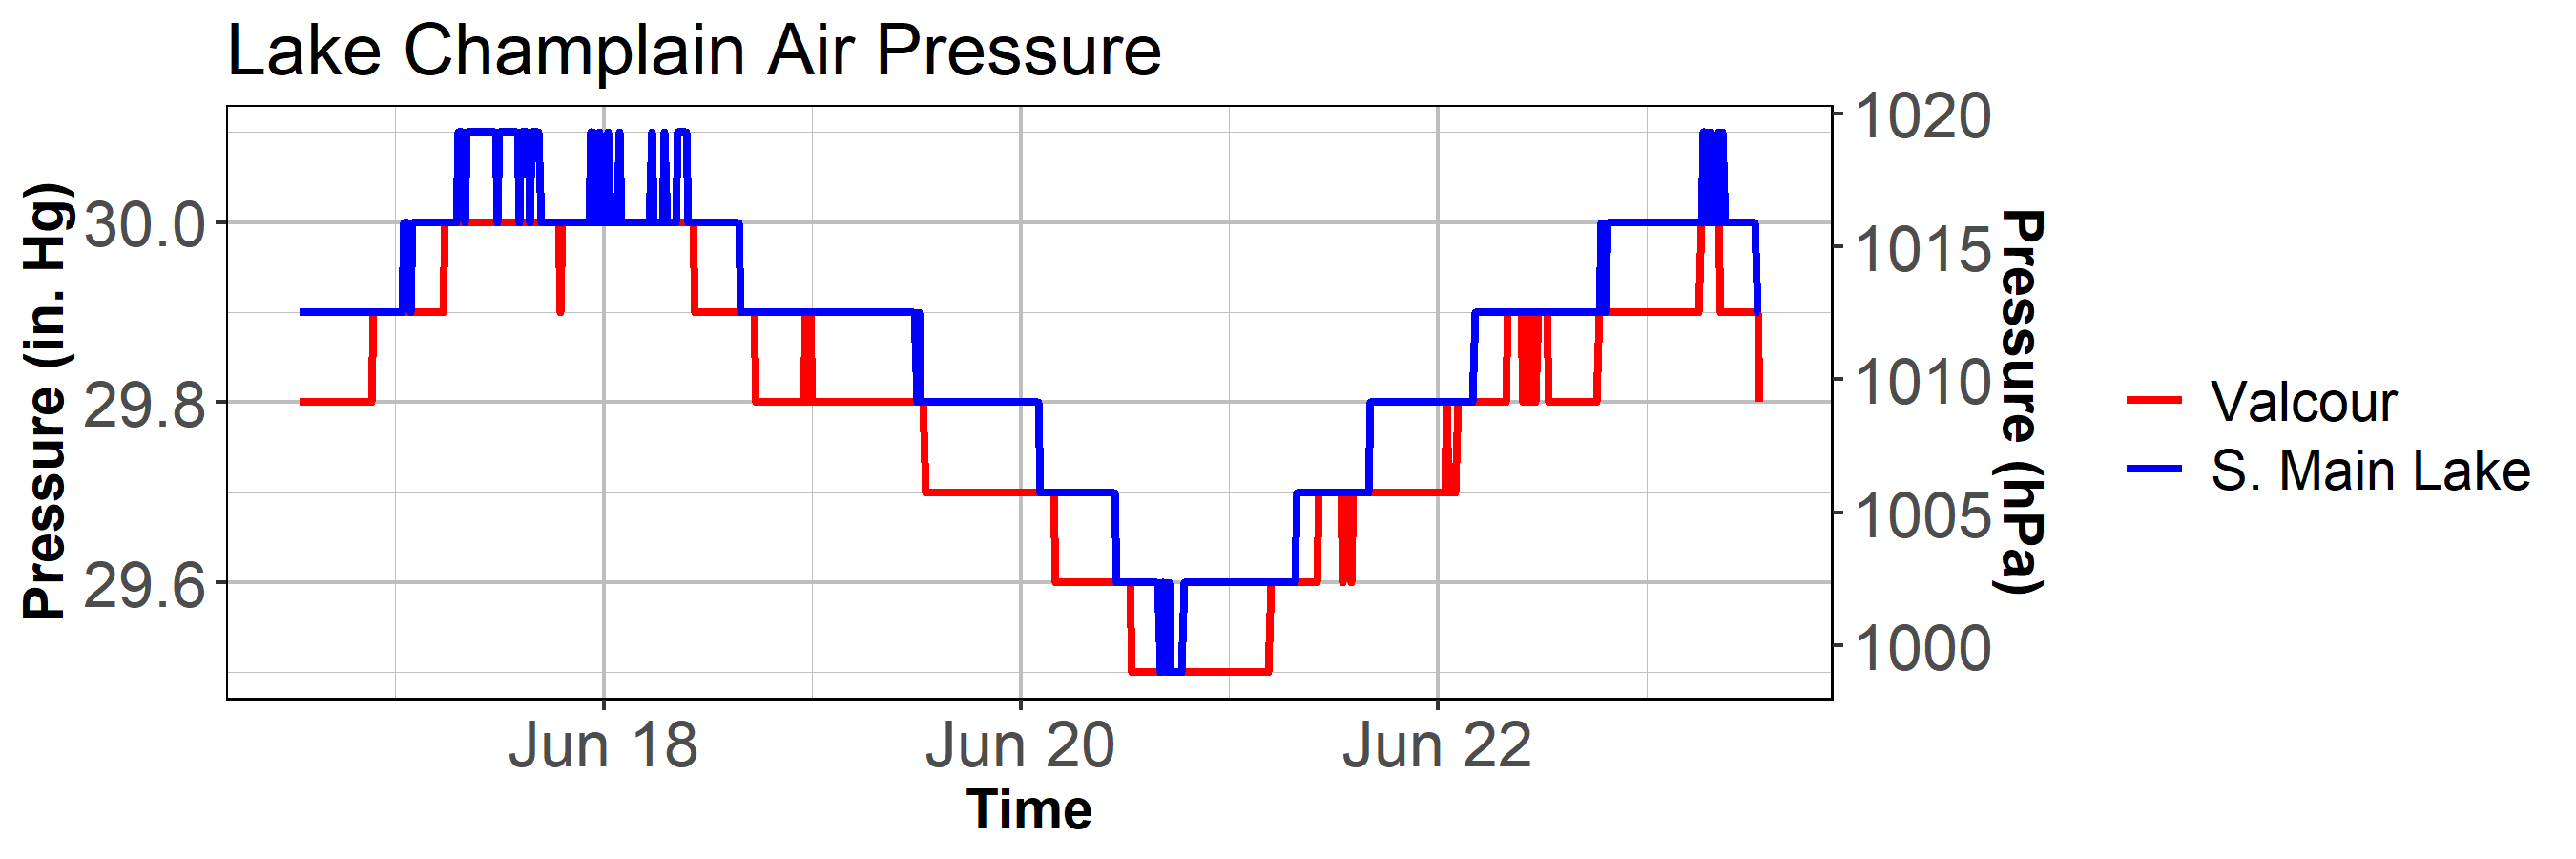 Lake Champlain Air Pressure
Pressure (in. Hg)
30.0
29.8
29.6
1020
1015
1010
1005
1000
Pressure (hPa)
Jun 18
Jun 20
Jun 22
Time
Valcour
S. Main Lake